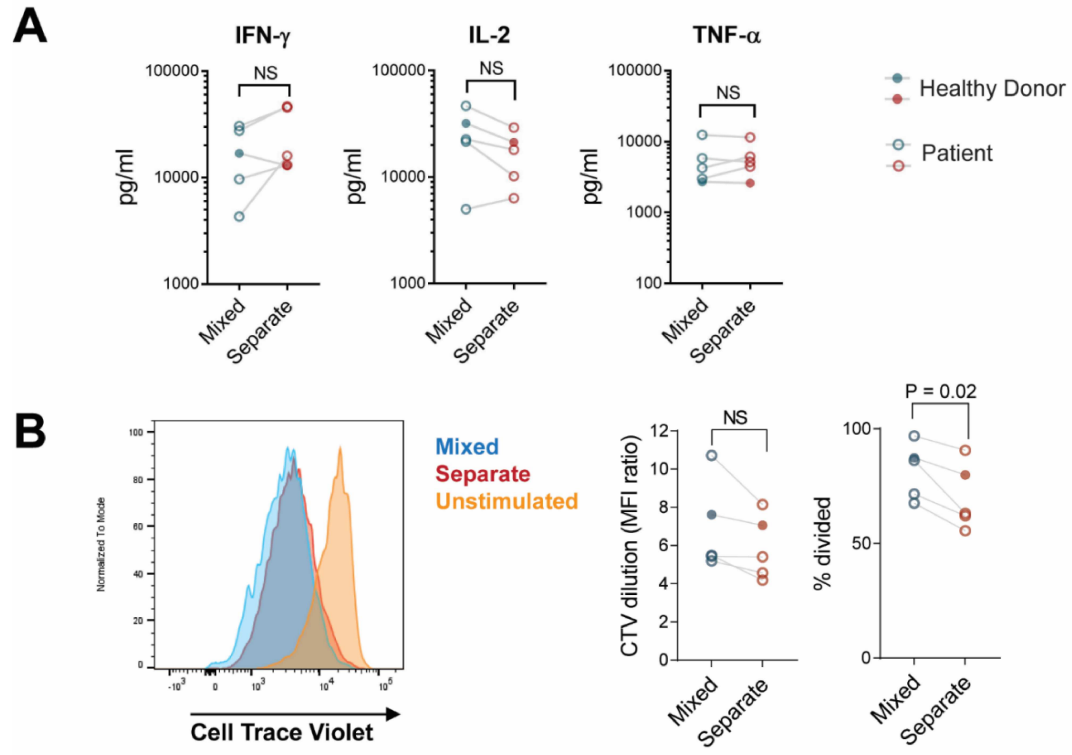 A
IFN-γ
IL-2
TNF-α
NS
NS
NS
100000
10000
1000
pg/ml
Mixed
Separate
100000
10000
1000
pg/ml
Mixed
Separate
100000
10000
1000
100
pg/ml
Mixed
Separate
Healthy Donor
Patient
B
100
80
60
40
20
0
Normalized To Mode
-10³ 0 10³ 10⁴ 10⁵
Cell Trace Violet
Mixed
Separate
Unstimulated
NS
12
10
8
6
4
2
0
CTV dilution (MFI ratio)
Mixed
Separate
P = 0.02
100
50
0
% divided
Mixed
Separate